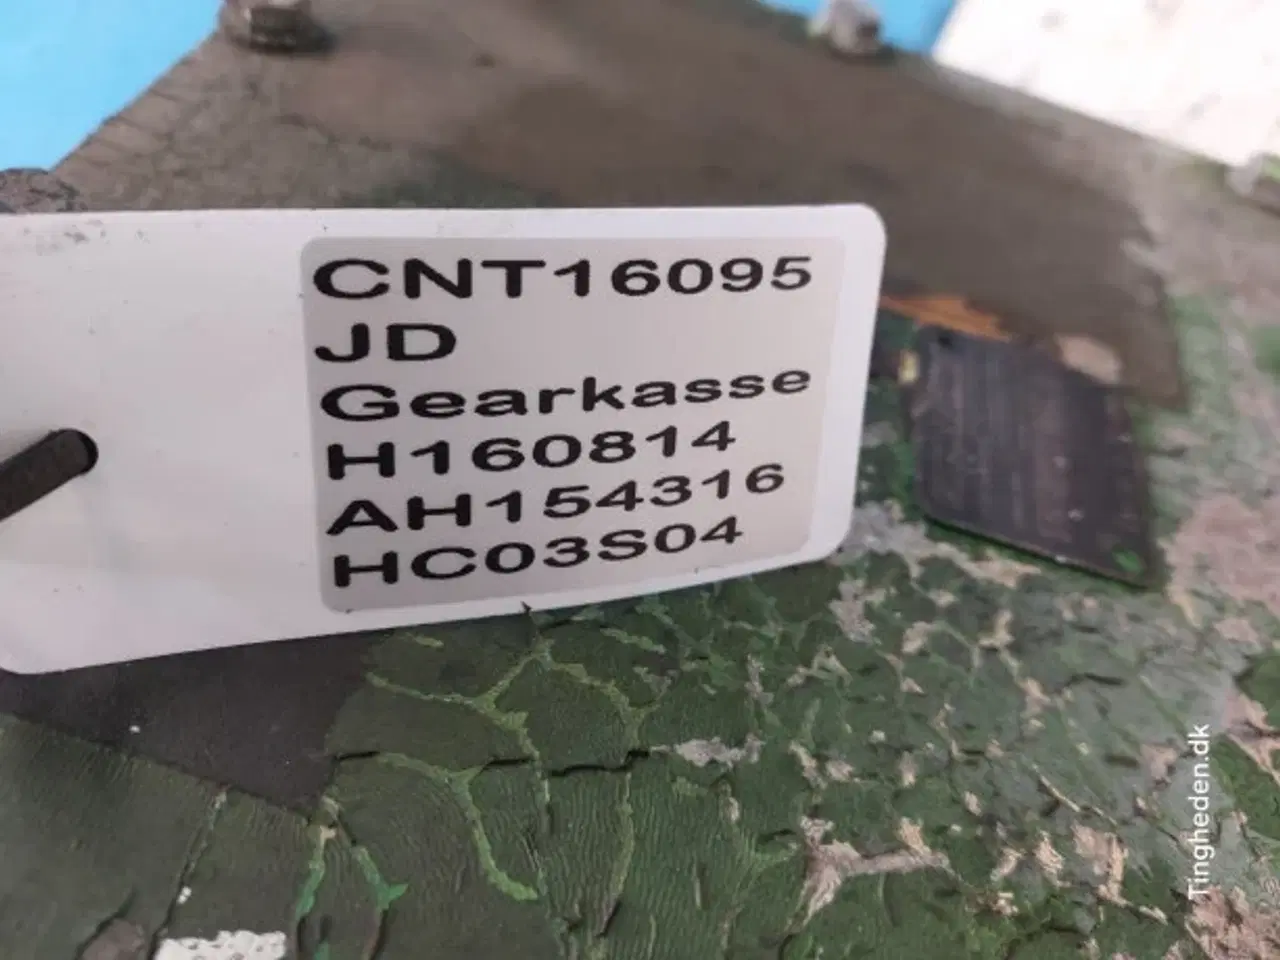 CNT16095
JD
Gearkasse
H160814
AH154316
HC03S04
Tingheden.dk